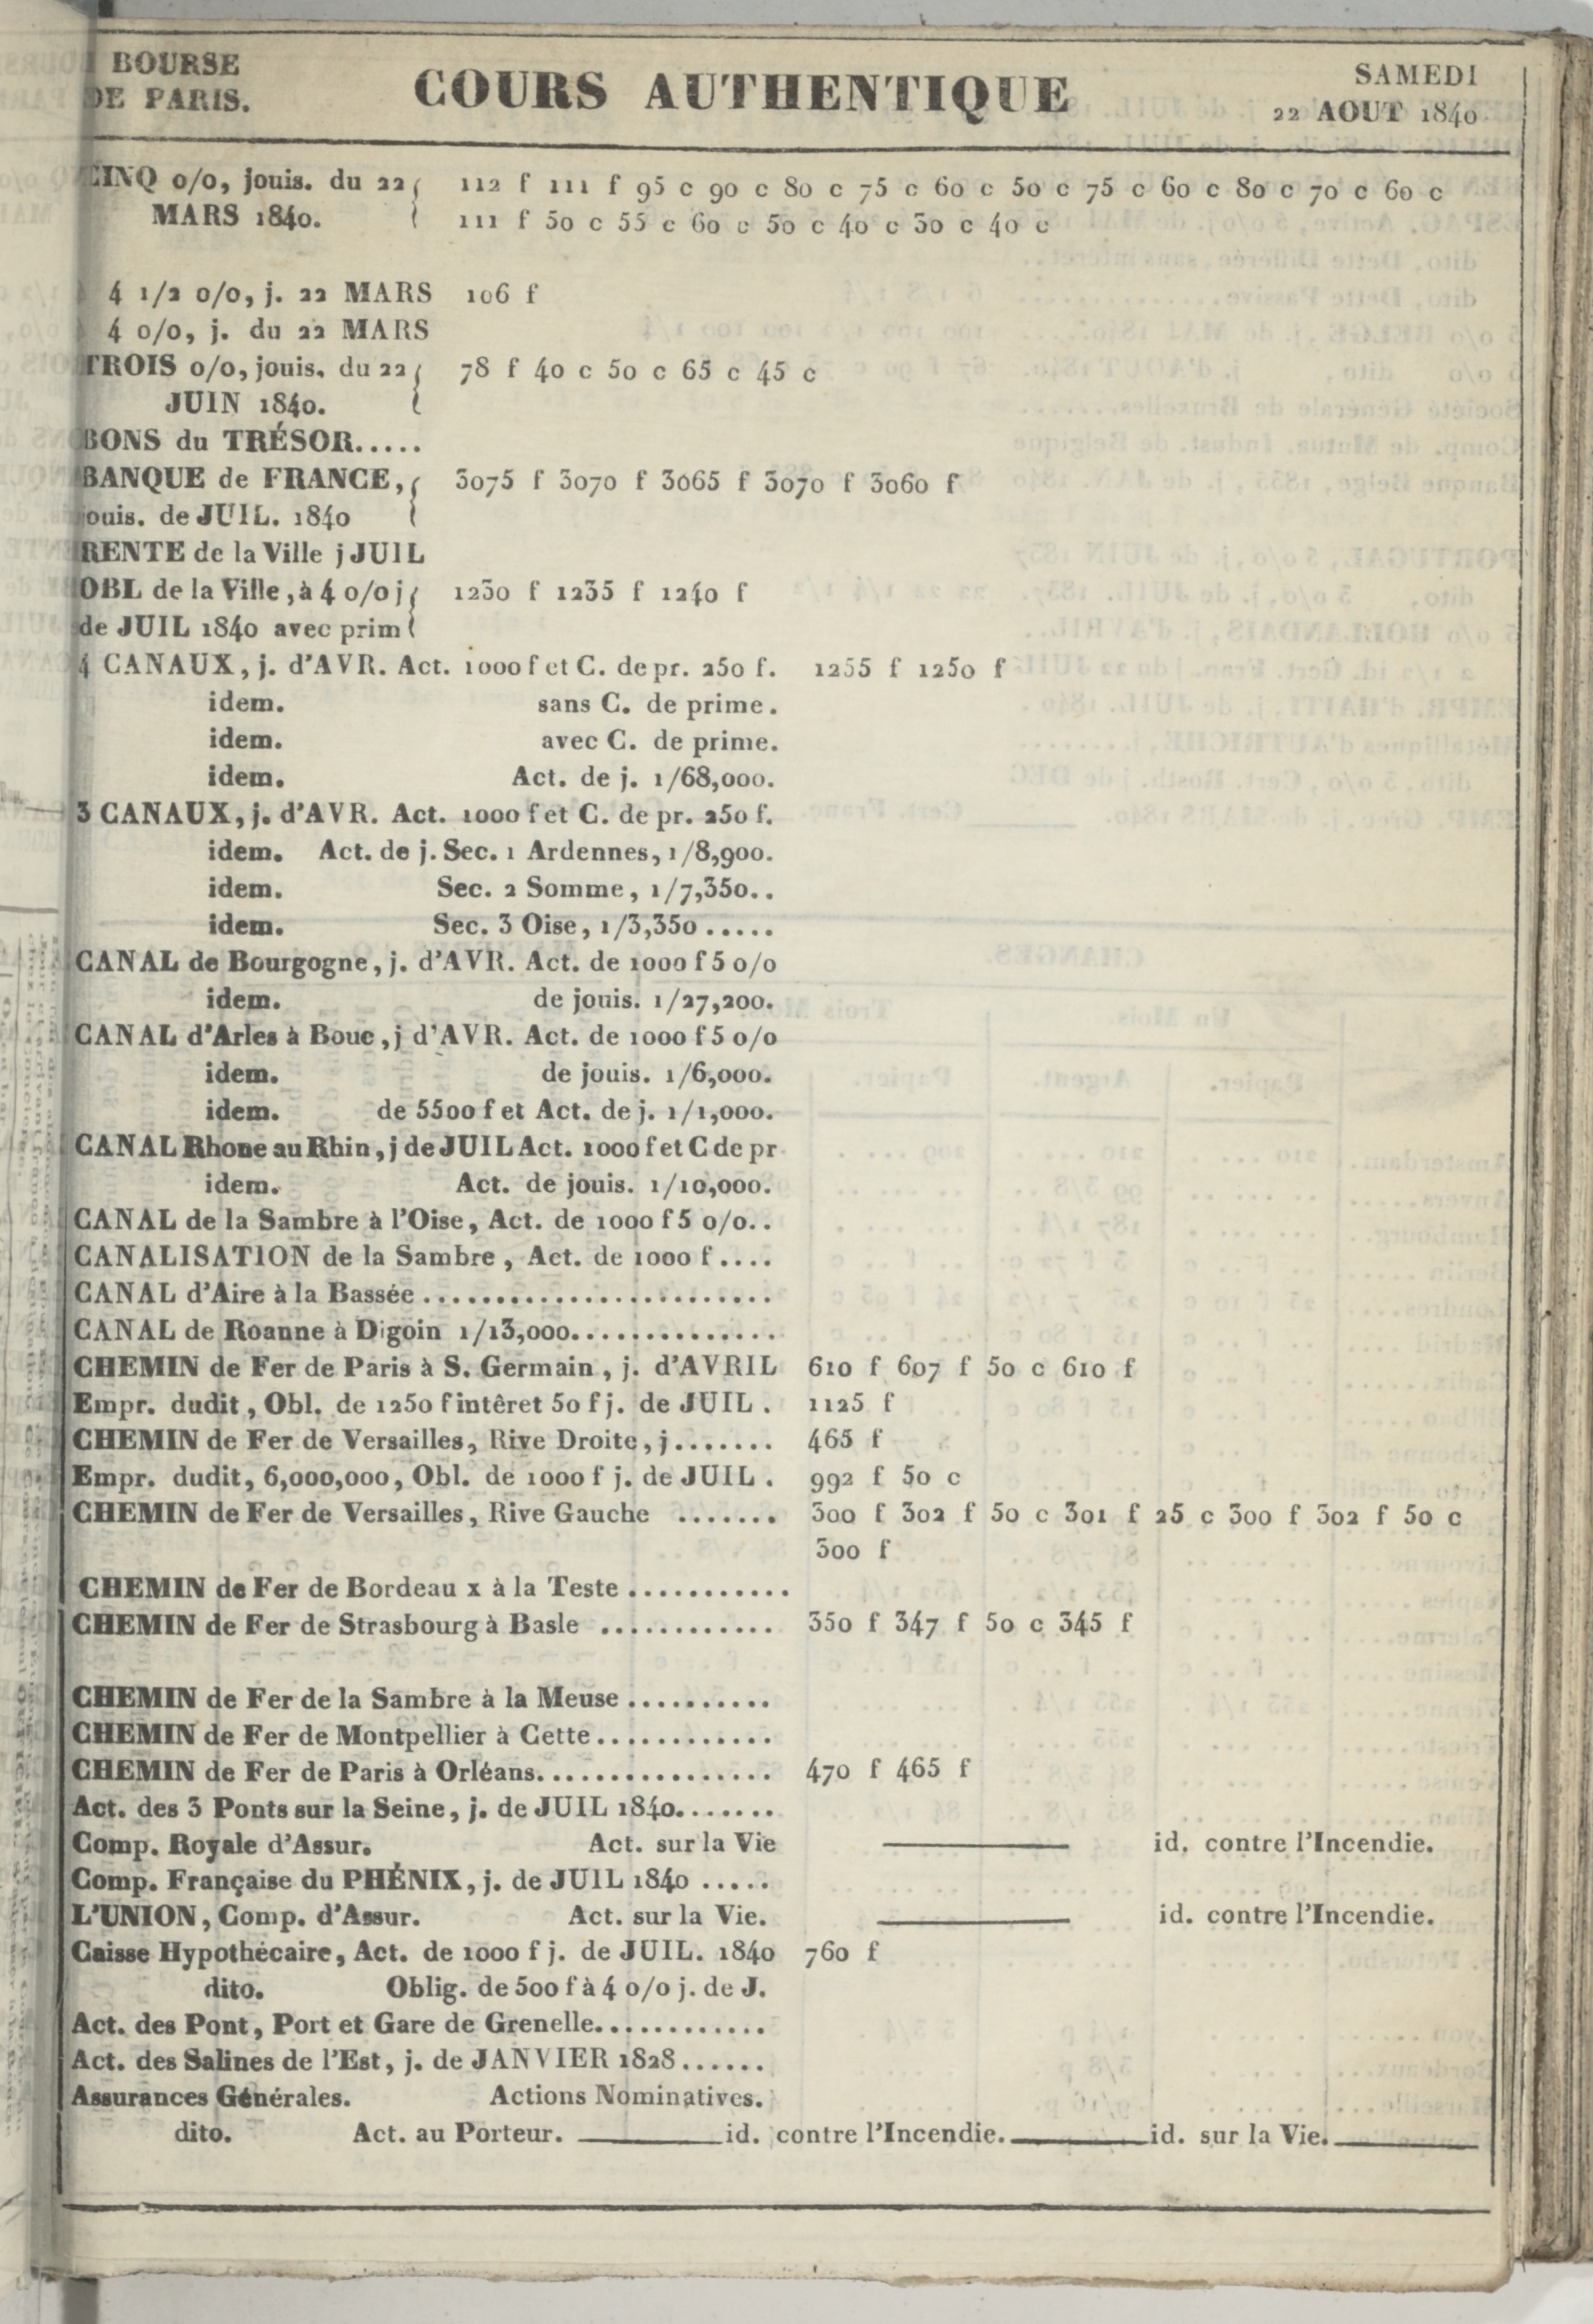 BOURSE
DE PARIS.
COURS AUTHENTIQUE
SAMEDI
22 AOUT 1840
CINQ o/o, jouis. du 22 112 f 111 f 95 c 90 c 80 c 75 c 60 c 50 c 75 c 60 c 80 c 70 c 60 c
MARS 1840. 111 f 50 c 55 c 60 c 50 c 40 c 30 c 40 c
4 1/2 o/o, j. 22 MARS 106 f
4 o/o, j. du 22 MARS
TROIS o/o, jouis. du 22 78 f 40 c 50 c 65 c 45 c
JUIN 1840.
BONS du TRÉSOR.....
BANQUE de FRANCE, 3075 f 3070 f 3065 f 3070 f 3060 f
jouis. de JUIL. 1840
RENTE de la Ville j JUIL
OBL de la Ville, à 4 o/o j 1230 f 1235 f 1240 f
de JUIL 1840 avec prim
4 CANAUX, j. d'AVR. Act. 1000 f et C. de pr. 250 f. 1255 f 1250 f
idem. sans C. de prime.
idem. avec C. de prime.
idem. Act. de j. 1/68,000.
3 CANAUX, j. d'AVR. Act. 1000 f et C. de pr. 250 f.
idem. Act. de j. Sec. 1 Ardennes, 1/8,900.
idem. Sec. 2 Somme, 1/7,350..
idem. Sec. 3 Oise, 1/3,350.....
CANAL de Bourgogne, j. d'AVR. Act. de 1000 f 5 o/o
idem. de jouis. 1/27,200.
CANAL d'Arles à Bouc, j d'AVR. Act. de 1000 f 5 o/o
idem. de jouis. 1/6,000.
idem. de 5500 f et Act. de j. 1/1,000.
CANAL Rhone au Rhin, j de JUIL Act. 1000 f et C de pr
idem. Act. de jouis. 1/10,000.
CANAL de la Sambre à l'Oise, Act. de 1000 f 5 o/o..
CANALISATION de la Sambre, Act. de 1000 f....
CANAL d'Aire à la Bassée........................
CANAL de Roanne à Digoin 1/13,000..............
CHEMIN de Fer de Paris à S. Germain, j. d'AVRIL 610 f 607 f 50 c 610 f
Empr. dudit, Obl. de 1250 f intêret 50 f j. de JUIL. 1125 f
CHEMIN de Fer de Versailles, Rive Droite, j....... 465 f
Empr. dudit, 6,000,000, Obl. de 1000 f j. de JUIL. 992 f 50 c
CHEMIN de Fer de Versailles, Rive Gauche ....... 300 f 302 f 50 c 301 f 25 c 300 f 302 f 50 c
300 f
CHEMIN de Fer de Bordeau x à la Teste...........
CHEMIN de Fer de Strasbourg à Basle ............ 350 f 347 f 50 c 345 f
CHEMIN de Fer de la Sambre à la Meuse..........
CHEMIN de Fer de Montpellier à Cette............
CHEMIN de Fer de Paris à Orléans................ 470 f 465 f
Act. des 3 Ponts sur la Seine, j. de JUIL 1840.......
Comp. Royale d'Assur. Act. sur la Vie ——— id. contre l'Incendie.
Comp. Française du PHÉNIX, j. de JUIL 1840.....
L'UNION, Comp. d'Assur. Act. sur la Vie. ——— id. contre l'Incendie.
Caisse Hypothécaire, Act. de 1000 f j. de JUIL. 1840 760 f
dito. Oblig. de 500 f à 4 o/o j. de J.
Act. des Pont, Port et Gare de Grenelle............
Act. des Salines de l'Est, j. de JANVIER 1828......
Assurances Générales. Actions Nominatives.
dito. Act. au Porteur. ———id. contre l'Incendie.———id. sur la Vie.———